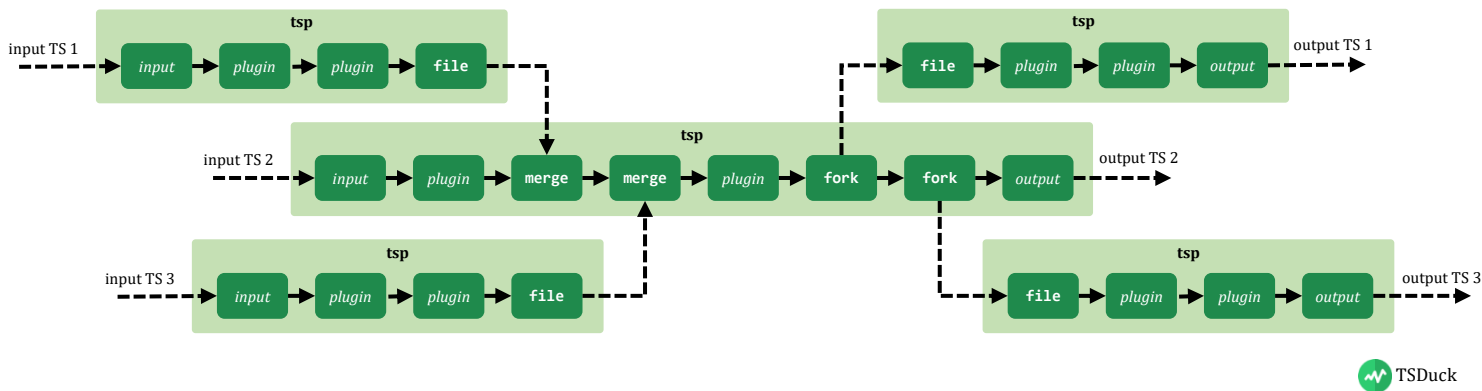 tsp
input TS 1
input plugin plugin file
tsp
file plugin plugin output
output TS 1
tsp
input TS 2
input plugin merge merge plugin fork fork output
output TS 2
tsp
input TS 3
input plugin plugin file
tsp
file plugin plugin output
output TS 3
TSDuck